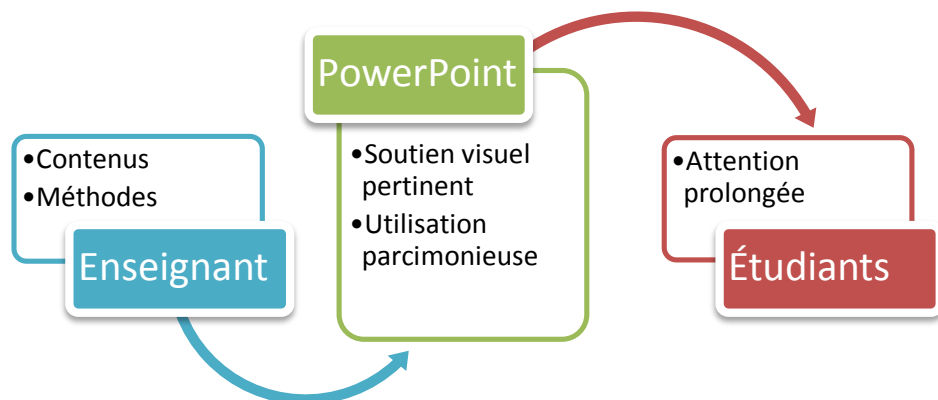 •Contenus
•Méthodes
Enseignant
PowerPoint
•Soutien visuel
pertinent
•Utilisation
parcimonieuse
•Attention
prolongée
Étudiants